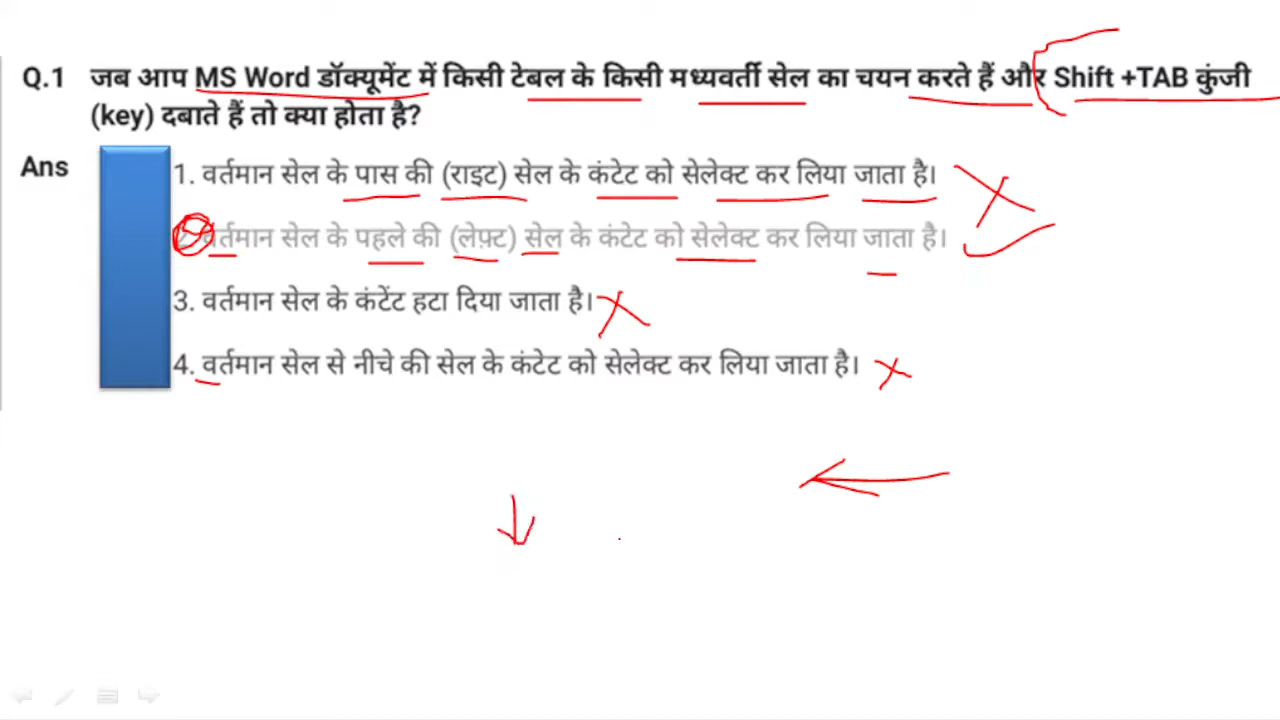 Q.1 जब आप MS Word डॉक्यूमेंट में किसी टेबल के किसी मध्यवर्ती सेल का चयन करते हैं और Shift +TAB कुंजी
(key) दबाते हैं तो क्या होता है?
Ans 1. वर्तमान सेल के पास की (राइट) सेल के कंटेट को सेलेक्ट कर लिया जाता है।
2. वर्तमान सेल के पहले की (लेफ़्ट) सेल के कंटेट को सेलेक्ट कर लिया जाता है।
3. वर्तमान सेल के कंटेंट हटा दिया जाता है।
4. वर्तमान सेल से नीचे की सेल के कंटेट को सेलेक्ट कर लिया जाता है।